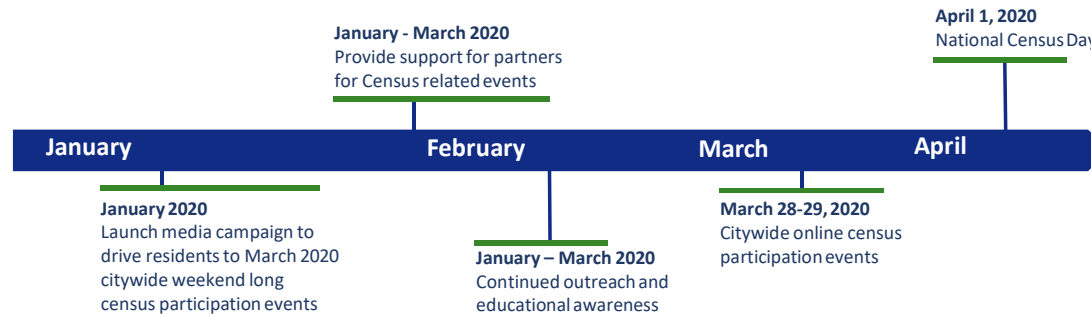 April 1, 2020
National Census Day
January - March 2020
Provide support for partners
for Census related events
January
February
March
April
January 2020
Launch media campaign to
drive residents to March 2020
citywide weekend long
census participation events
January – March 2020
Continued outreach and
educational awareness
March 28-29, 2020
Citywide online census
participation events